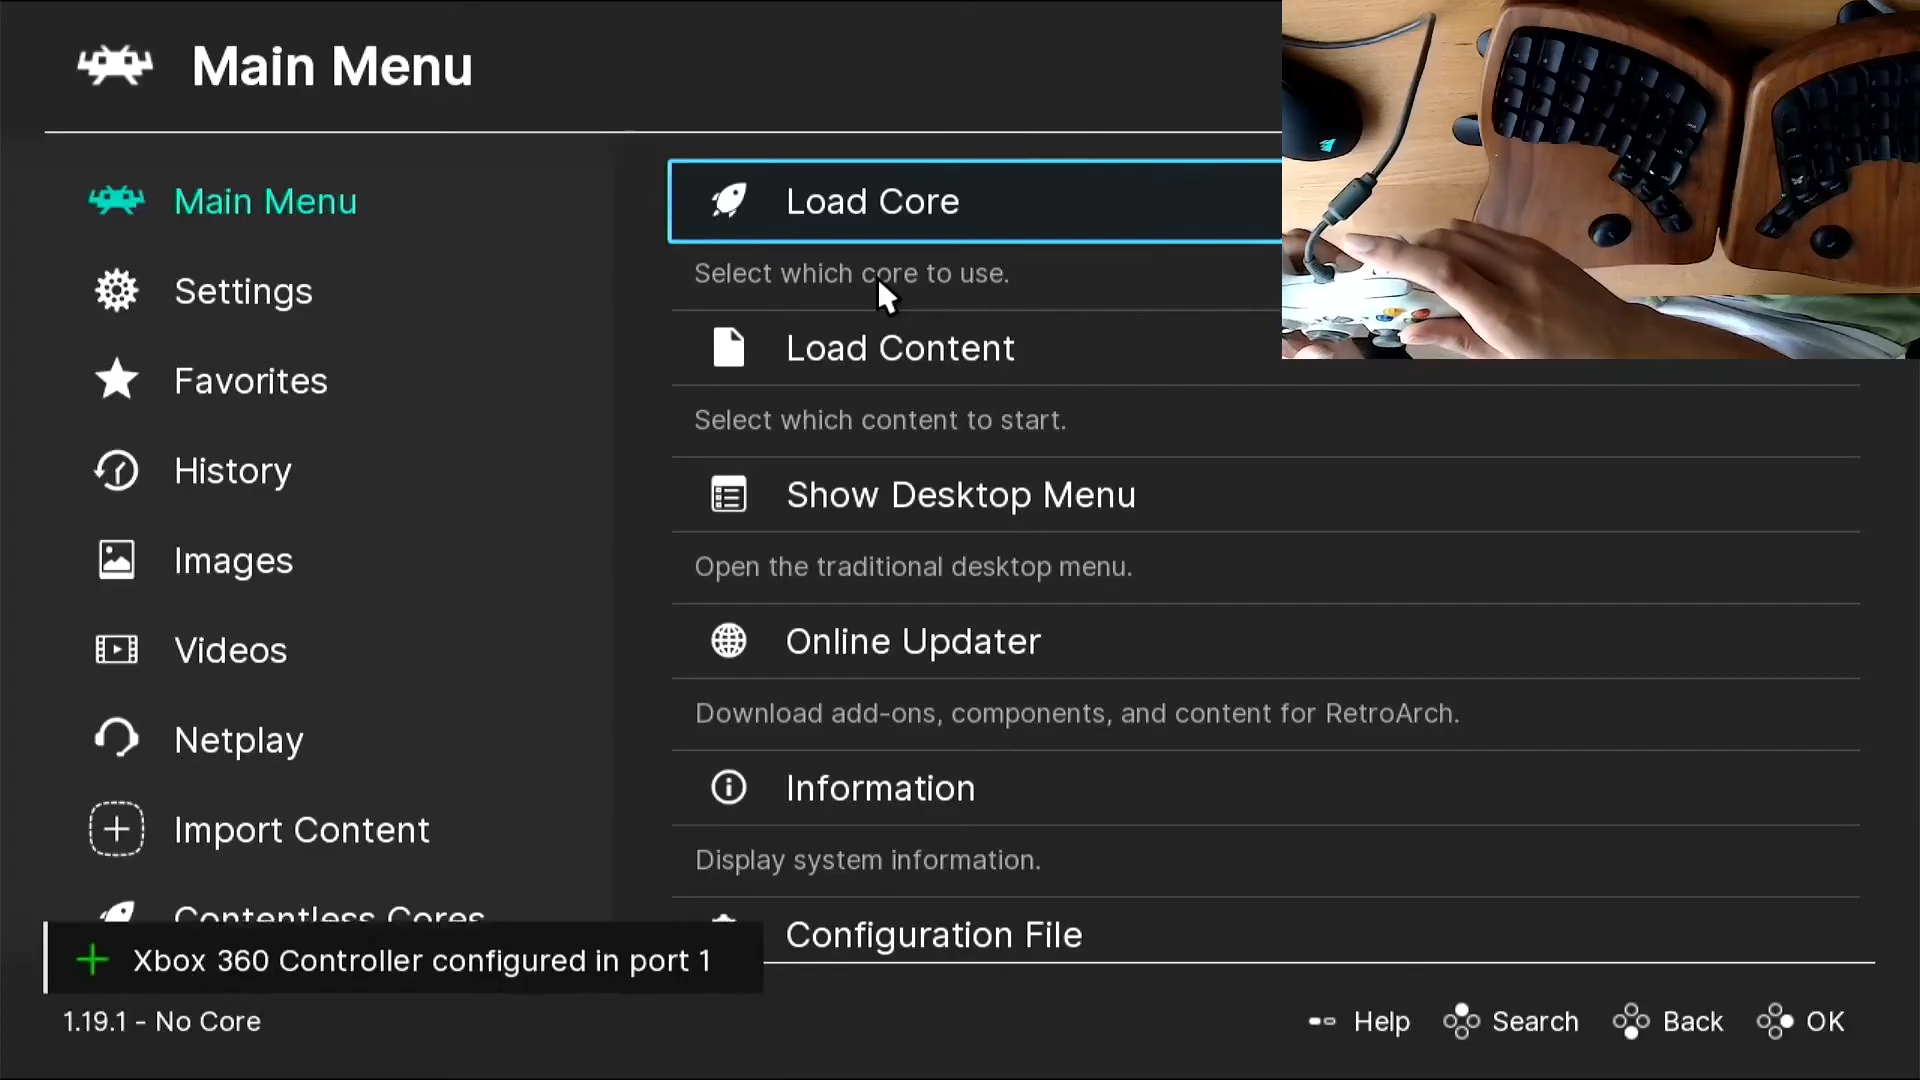 Main Menu
Main Menu
Settings
Favorites
History
Images
Videos
Netplay
Import Content
Contentless Cores
Load Core
Select which core to use.
Load Content
Select which content to start.
Show Desktop Menu
Open the traditional desktop menu.
Online Updater
Download add-ons, components, and content for RetroArch.
Information
Display system information.
Configuration File
Xbox 360 Controller configured in port 1
1.19.1 - No Core
Help Search Back OK